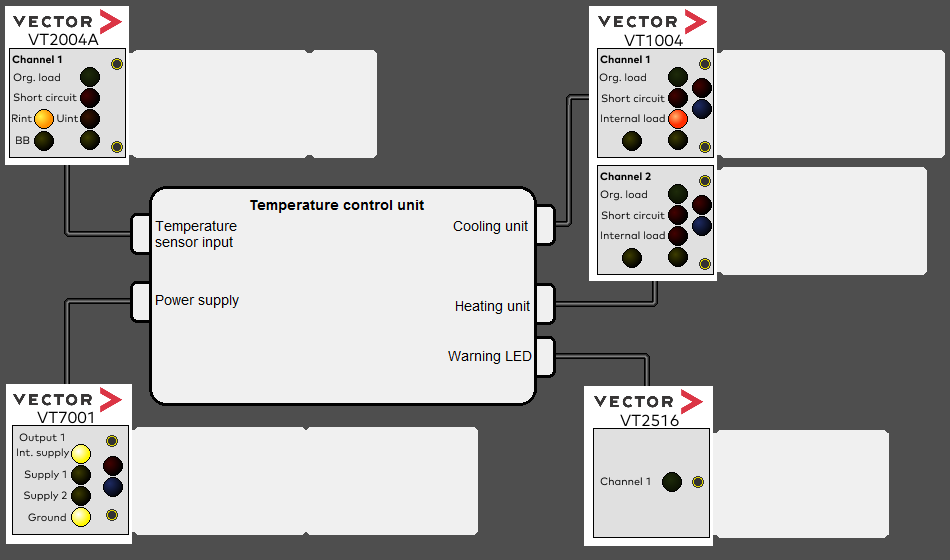 VECTOR
VT2004A
Channel 1
Org. load
Short circuit
Rint Uint
BB
VECTOR
VT1004
Channel 1
Org. load
Short circuit
Internal load
Channel 2
Org. load
Short circuit
Internal load
Temperature control unit
Temperature
sensor input
Cooling unit
Power supply
Heating unit
Warning LED
VECTOR
VT7001
Output 1
Int. supply
Supply 1
Supply 2
Ground
VECTOR
VT2516
Channel 1